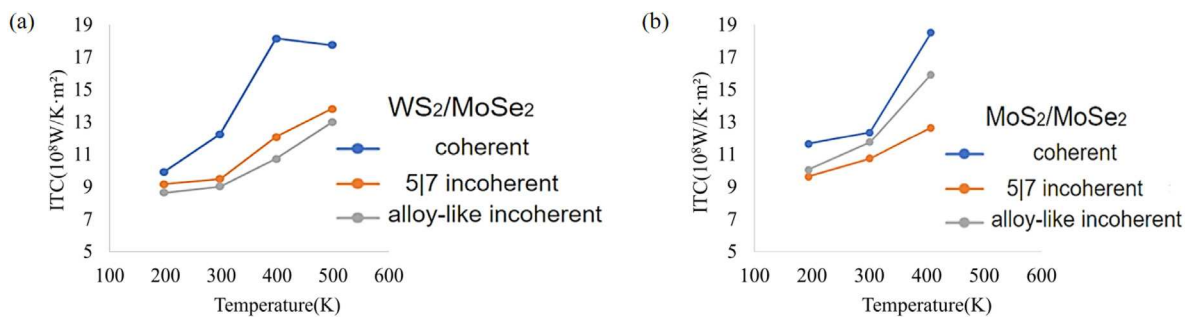 (a)
19
17
15
13
11
9
7
5
ITC(10⁸W/K·m²)
100 200 300 400 500 600
Temperature(K)
WS₂/MoSe₂
coherent
5|7 incoherent
alloy-like incoherent
(b)
19
17
15
13
11
9
7
5
ITC(10⁸W/K·m²)
100 200 300 400 500 600
Temperature(K)
MoS₂/MoSe₂
coherent
5|7 incoherent
alloy-like incoherent